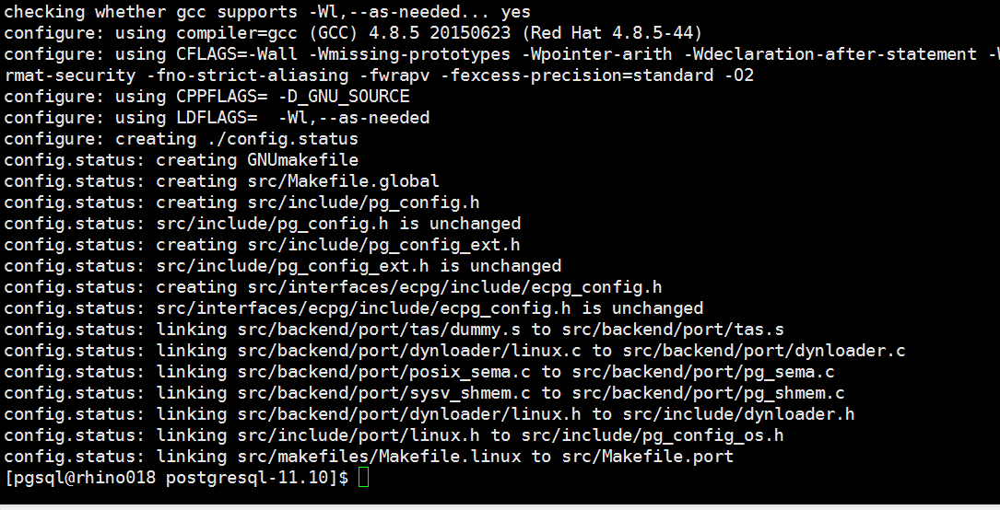 checking whether gcc supports -Wl,--as-needed... yes
configure: using compiler=gcc (GCC) 4.8.5 20150623 (Red Hat 4.8.5-44)
configure: using CFLAGS=-Wall -Wmissing-prototypes -Wpointer-arith -Wdeclaration-after-statement -W
rmat-security -fno-strict-aliasing -fwrapv -fexcess-precision=standard -O2
configure: using CPPFLAGS= -D_GNU_SOURCE
configure: using LDFLAGS=  -Wl,--as-needed
configure: creating ./config.status
config.status: creating GNUmakefile
config.status: creating src/Makefile.global
config.status: creating src/include/pg_config.h
config.status: src/include/pg_config.h is unchanged
config.status: creating src/include/pg_config_ext.h
config.status: src/include/pg_config_ext.h is unchanged
config.status: creating src/interfaces/ecpg/include/ecpg_config.h
config.status: src/interfaces/ecpg/include/ecpg_config.h is unchanged
config.status: linking src/backend/port/tas/dummy.s to src/backend/port/tas.s
config.status: linking src/backend/port/dynloader/linux.c to src/backend/port/dynloader.c
config.status: linking src/backend/port/posix_sema.c to src/backend/port/pg_sema.c
config.status: linking src/backend/port/sysv_shmem.c to src/backend/port/pg_shmem.c
config.status: linking src/backend/port/dynloader/linux.h to src/include/dynloader.h
config.status: linking src/include/port/linux.h to src/include/pg_config_os.h
config.status: linking src/makefiles/Makefile.linux to src/Makefile.port
[pgsql@rhino018 postgresql-11.10]$